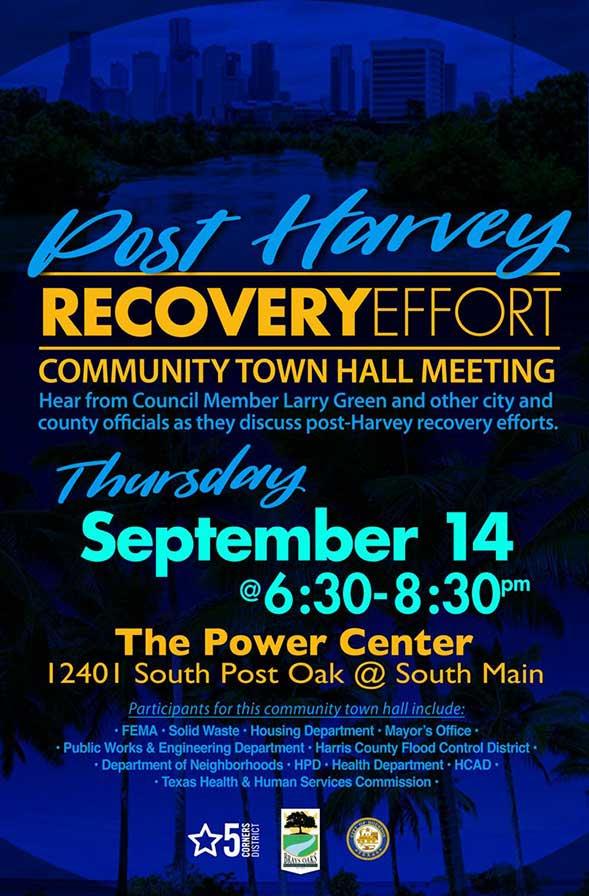 Post Harvey
RECOVERYEFFORT
COMMUNITY TOWN HALL MEETING
Hear from Council Member Larry Green and other city and
county officials as they discuss post-Harvey recovery efforts.
Thursday
September 14
@ 6:30-8:30pm
The Power Center
12401 South Post Oak @ South Main
Participants for this community town hall include:
• FEMA • Solid Waste • Housing Department • Mayor's Office •
• Public Works & Engineering Department • Harris County Flood Control District •
• Department of Neighborhoods • HPD • Health Department • HCAD •
• Texas Health & Human Services Commission •
5 CORNERS DISTRICT
BRAYS OAKS